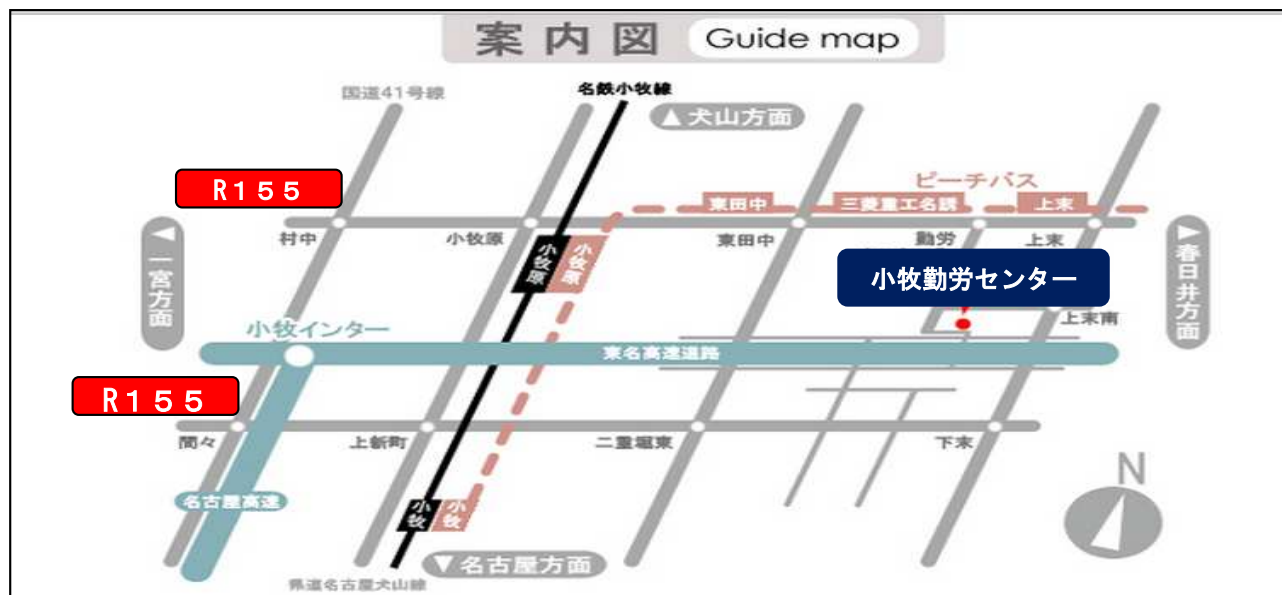 案内図 Guide map
国道41号線
名鉄小牧線
▲犬山方面
R155
ピーチバス
東田中
三菱重工名誘
上末
村中
小牧原
東田中
勤労
上末
◀一宮方面
小牧原
小牧原
小牧勤労センター
▶春日井方面
上末南
小牧インター
東名高速道路
R155
間々
上新町
二重堀東
下末
名古屋高速
小牧
小牧
N
▼名古屋方面
県道名古屋犬山線